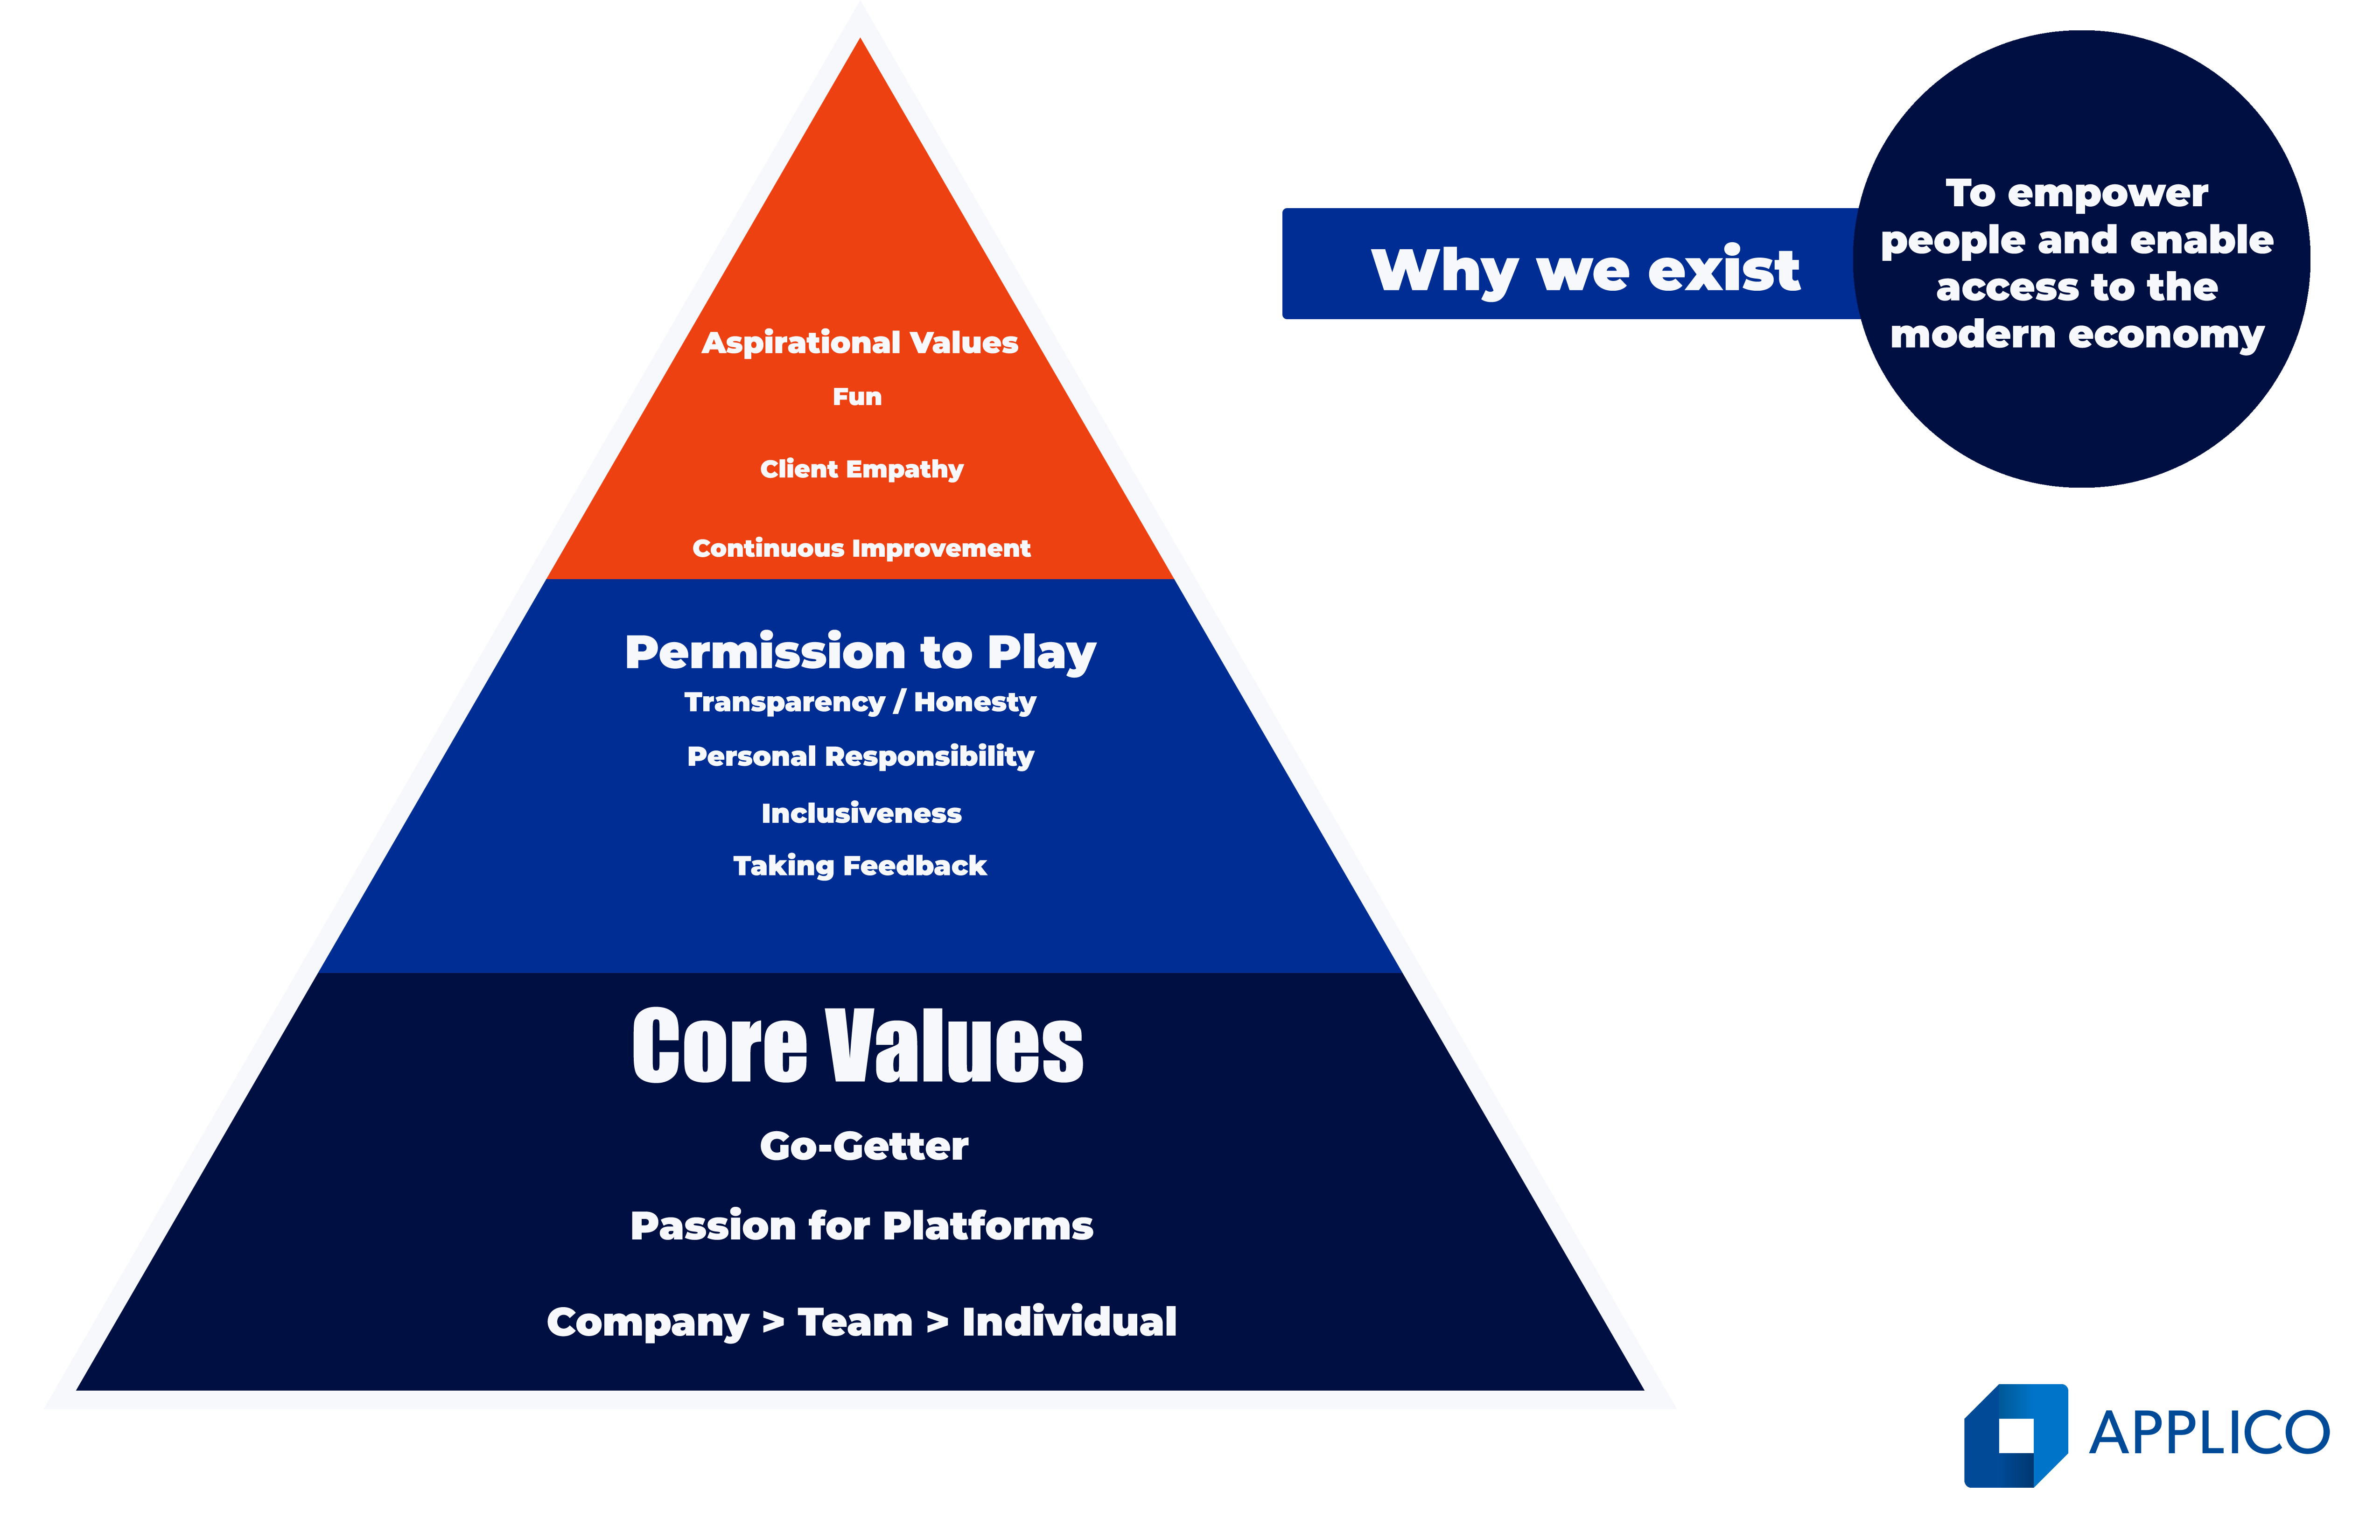 Aspirational Values
Fun
Client Empathy
Continuous Improvement
Permission to Play
Transparency / Honesty
Personal Responsibility
Inclusiveness
Taking Feedback
Core Values
Go-Getter
Passion for Platforms
Company > Team > Individual
Why we exist
To empower
people and enable
access to the
modern economy
APPLICO